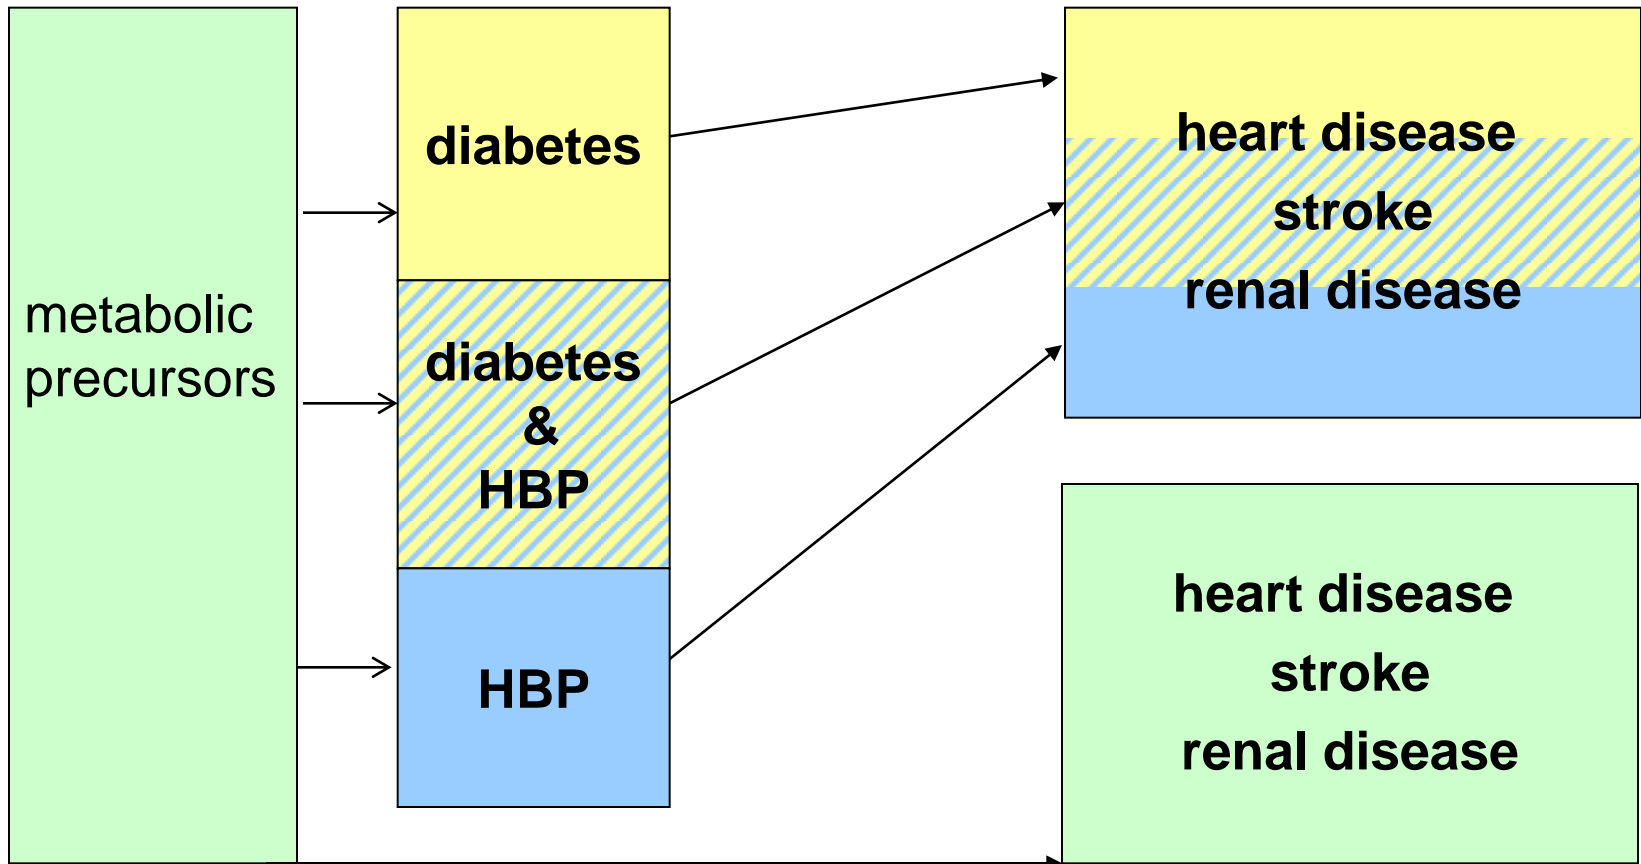 metabolic
precursors
diabetes
diabetes
&
HBP
HBP
heart disease
stroke
renal disease
heart disease
stroke
renal disease